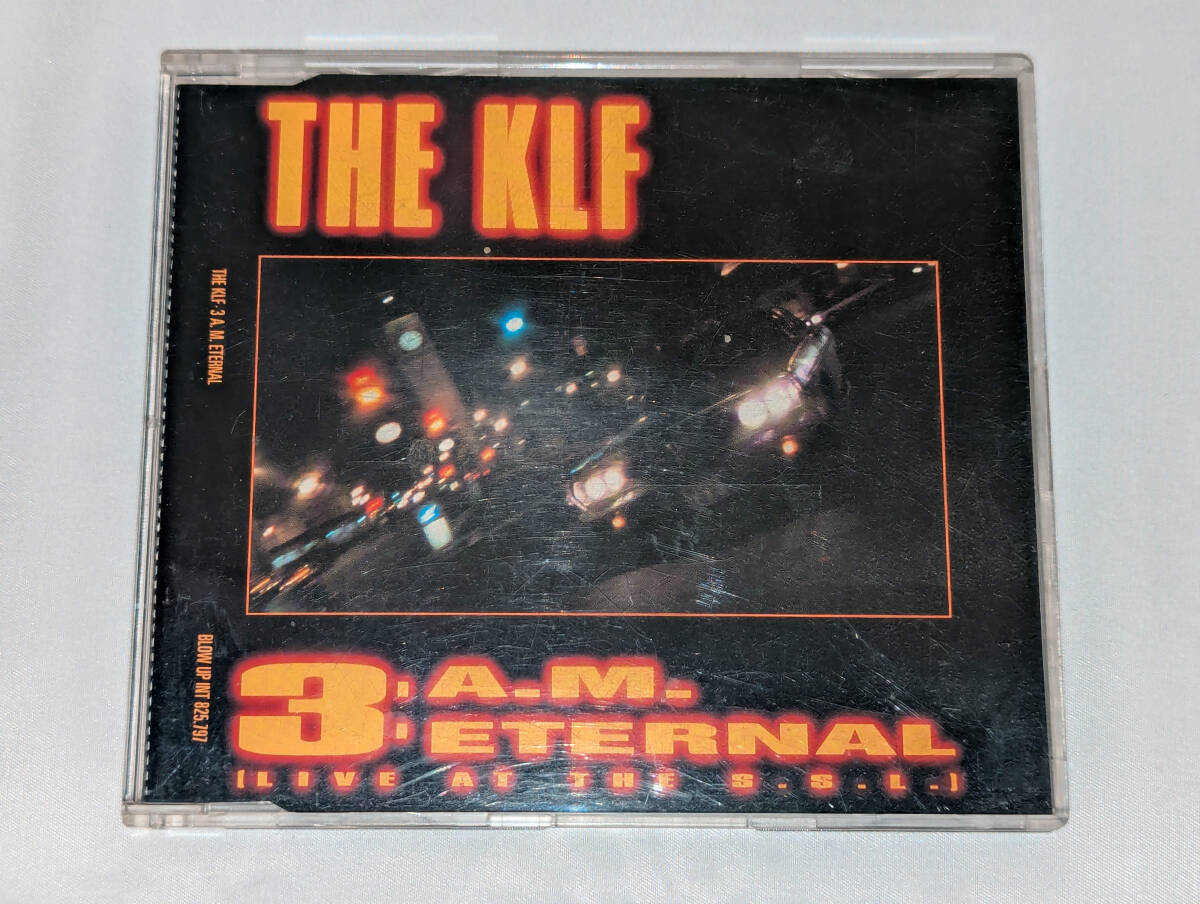 THE KLF
THE KLF·3 A.M. ETERNAL
BLOW UP INT 825.797
3: A.M.
ETERNAL
(LIVE AT THE S.S.L.)